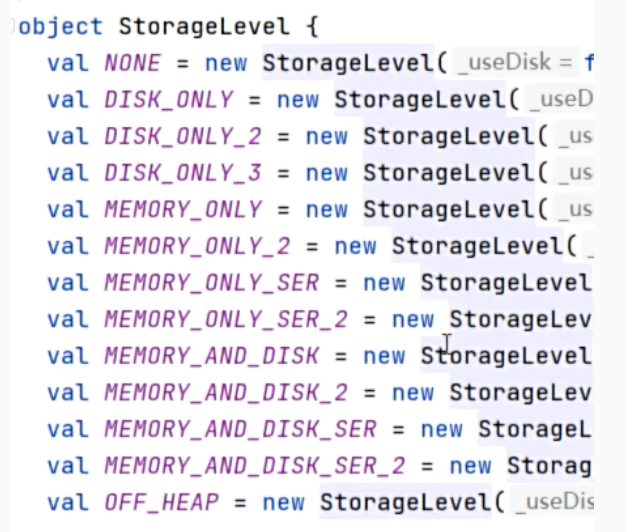 object StorageLevel {
val NONE = new StorageLevel( _useDisk = f
val DISK_ONLY = new StorageLevel( _useD
val DISK_ONLY_2 = new StorageLevel( _us
val DISK_ONLY_3 = new StorageLevel( _us
val MEMORY_ONLY = new StorageLevel( _us
val MEMORY_ONLY_2 = new StorageLevel( _
val MEMORY_ONLY_SER = new StorageLevel
val MEMORY_ONLY_SER_2 = new StorageLev
val MEMORY_AND_DISK = new StorageLevel
val MEMORY_AND_DISK_2 = new StorageLev
val MEMORY_AND_DISK_SER = new StorageL
val MEMORY_AND_DISK_SER_2 = new Storag
val OFF_HEAP = new StorageLevel( _useDis